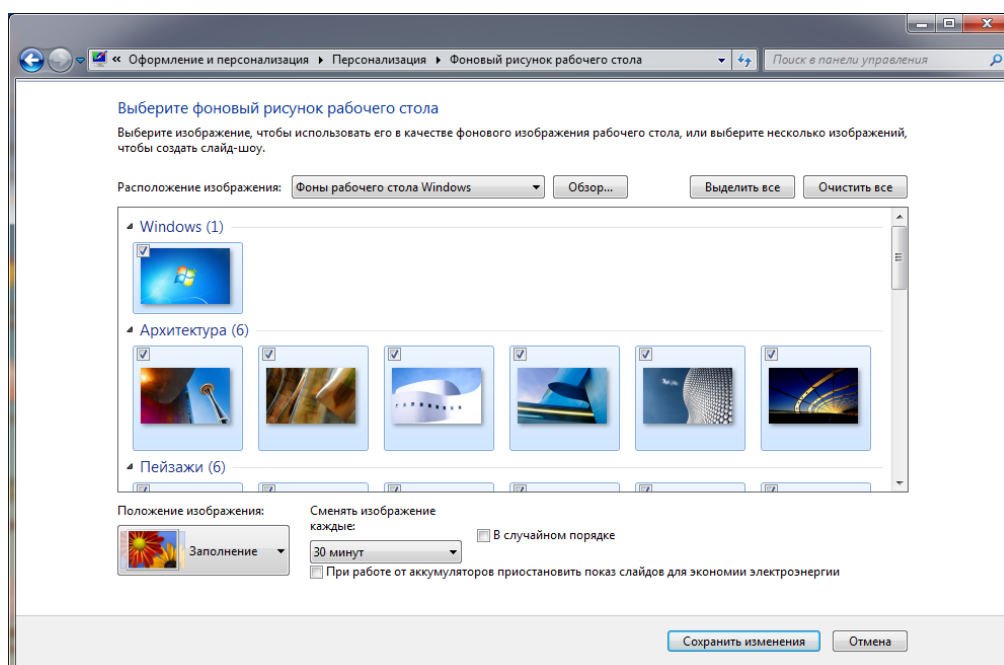 « Оформление и персонализация ▸ Персонализация ▸ Фоновый рисунок рабочего стола
Поиск в панели управления
Выберите фоновый рисунок рабочего стола
Выберите изображение, чтобы использовать его в качестве фонового изображения рабочего стола, или выберите несколько изображений,
чтобы создать слайд-шоу.
Расположение изображения: Фоны рабочего стола Windows Обзор... Выделить все Очистить все
Windows (1)
Архитектура (6)
Пейзажи (6)
Положение изображения:
Заполнение
Сменять изображение
каждые:
30 минут
В случайном порядке
При работе от аккумуляторов приостановить показ слайдов для экономии электроэнергии
Сохранить изменения Отмена